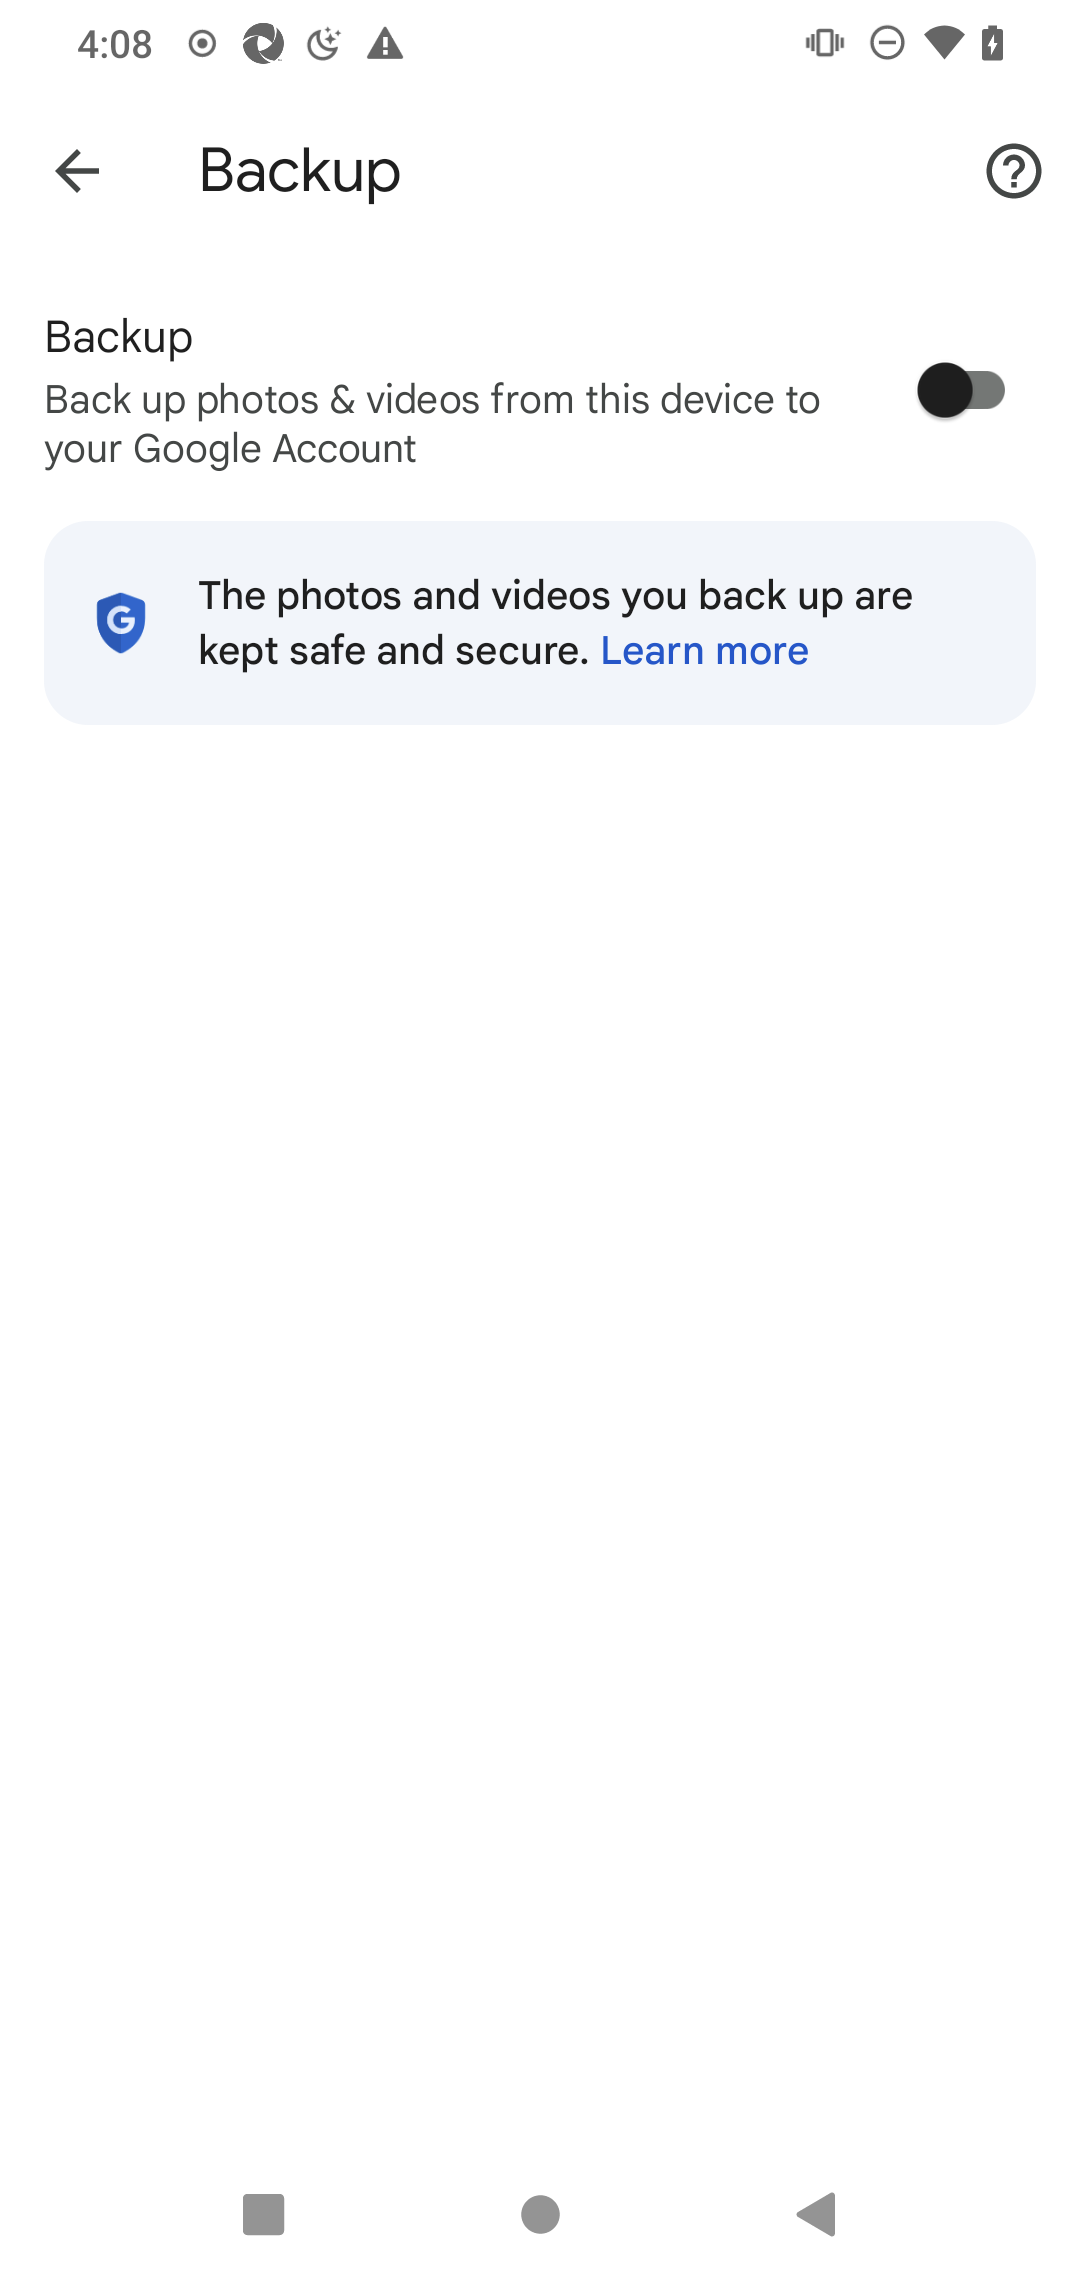 4:08
Backup
Backup
Back up photos & videos from this device to
your Google Account
The photos and videos you back up are
kept safe and secure. Learn more